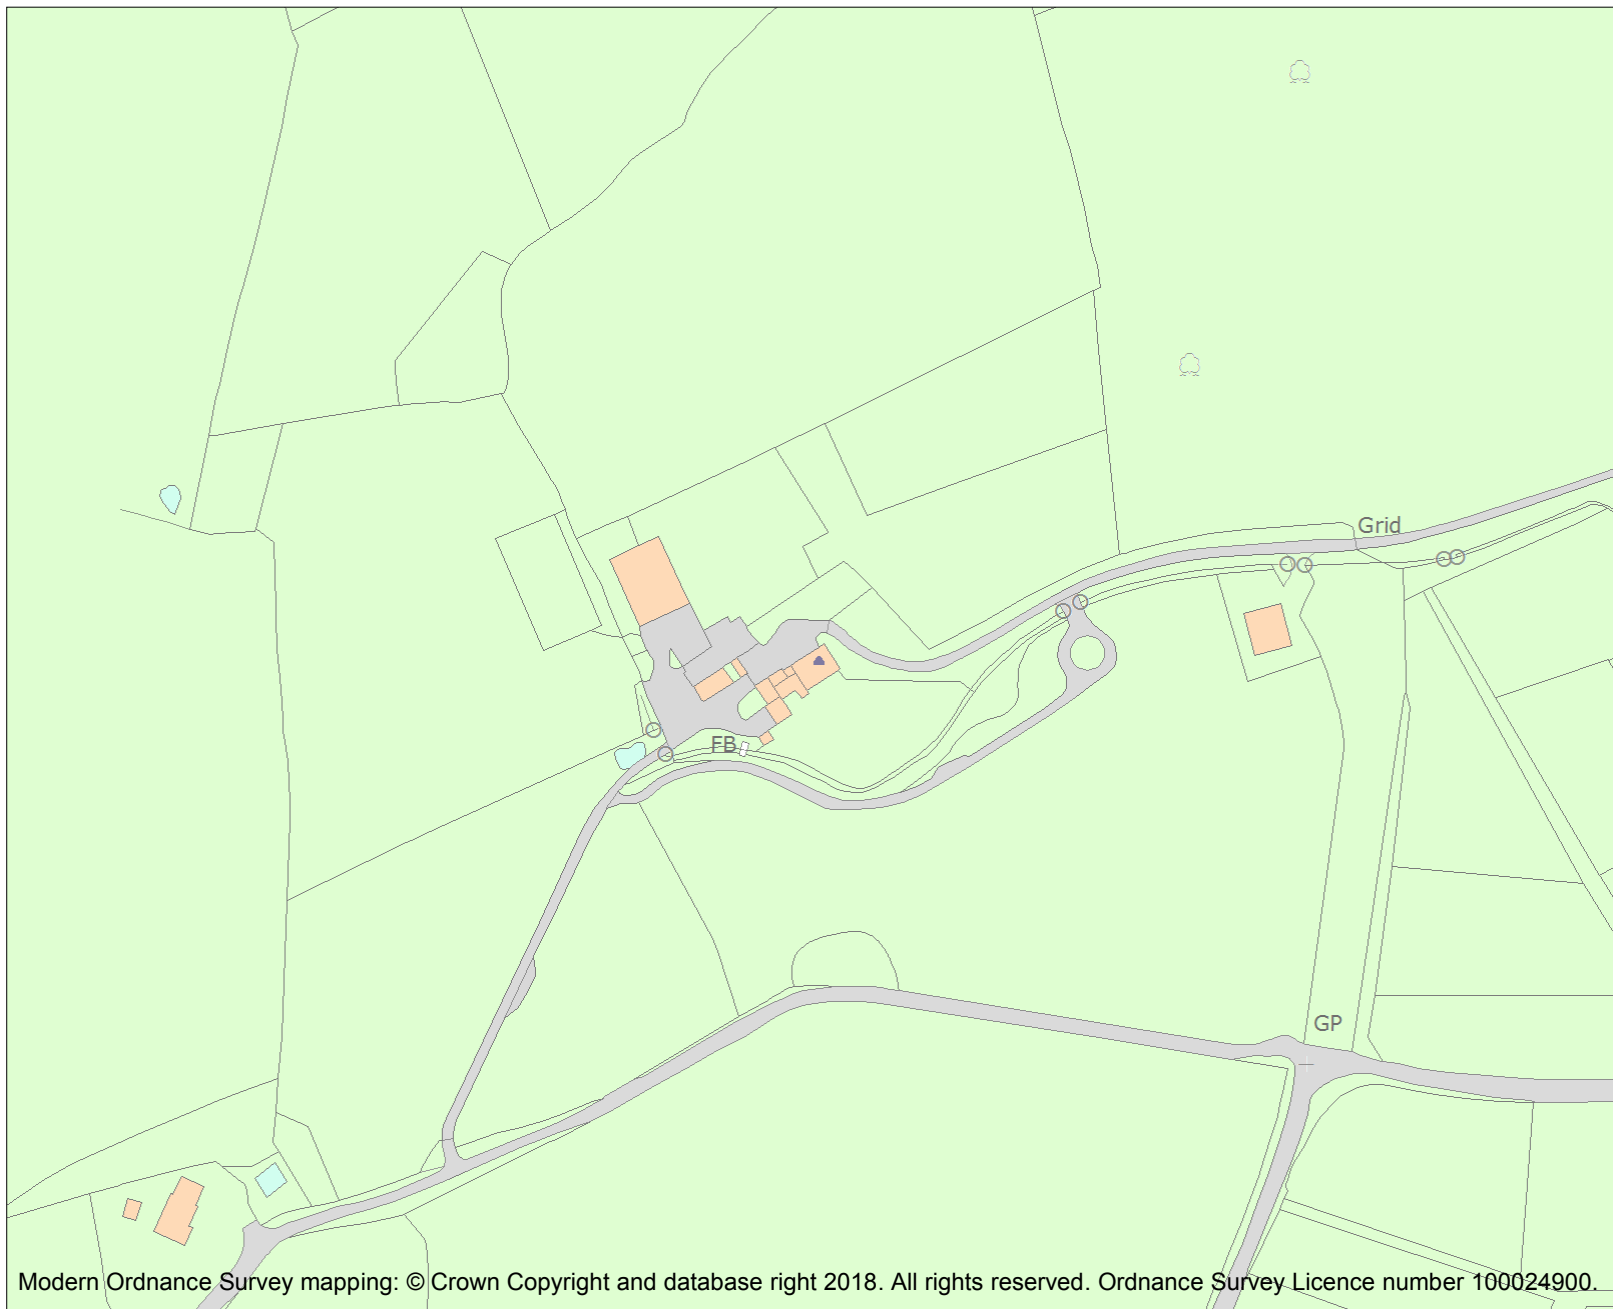 Grid
FB
GP
Modern Ordnance Survey mapping: © Crown Copyright and database right 2018. All rights reserved. Ordnance Survey Licence number 100024900.